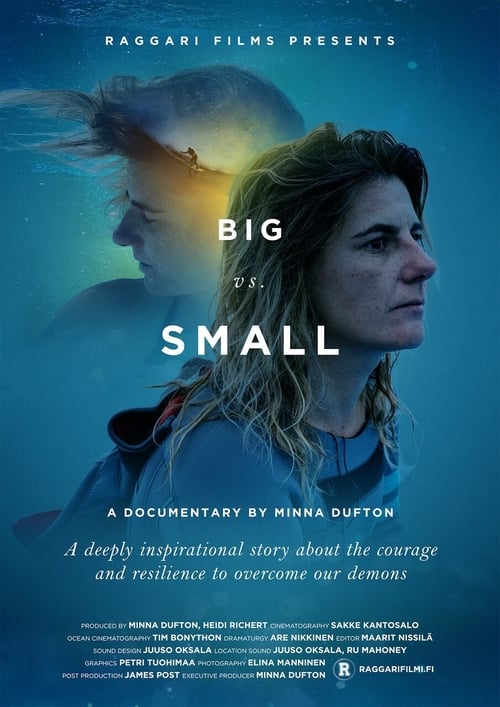 RAGGARI FILMS PRESENTS
BIG
vs.
SMALL
A DOCUMENTARY BY MINNA DUFTON
A deeply inspirational story about the courage
and resilience to overcome our demons
PRODUCED BY MINNA DUFTON, HEIDI RICHERT CINEMATOGRAPHY SAKKE KANTOSALO
OCEAN CINEMATOGRAPHY TIM BONYTHON DRAMATURGY ARE NIKKINEN EDITOR MAARIT NISSILÄ
SOUND DESIGN JUUSO OKSALA LOCATION SOUND JUUSO OKSALA, RU MAHONEY
GRAPHICS PETRI TUOHIMAA PHOTOGRAPHY ELINA MANNINEN
POST PRODUCTION JAMES POST EXECUTIVE PRODUCER MINNA DUFTON
R RAGGARIFILMI.FI